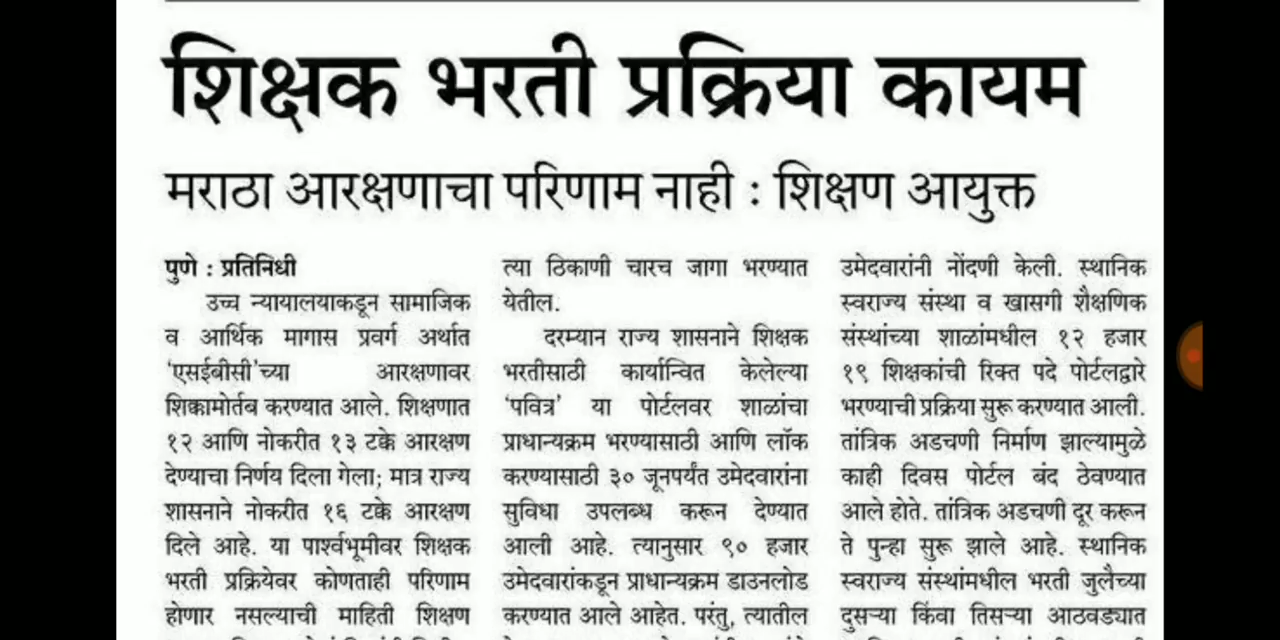 शिक्षक भरती प्रक्रिया कायम
मराठा आरक्षणाचा परिणाम नाही : शिक्षण आयुक्त
पुणे : प्रतिनिधी
उच्च न्यायालयाकडून सामाजिक
व आर्थिक मागास प्रवर्ग अर्थात
'एसईबीसी'च्या आरक्षणावर
शिक्कामोर्तब करण्यात आले. शिक्षणात
१२ आणि नोकरीत १३ टक्के आरक्षण
देण्याचा निर्णय दिला गेला; मात्र राज्य
शासनाने नोकरीत १६ टक्के आरक्षण
दिले आहे. या पार्श्वभूमीवर शिक्षक
भरती प्रक्रियेवर कोणताही परिणाम
होणार नसल्याची माहिती शिक्षण
त्या ठिकाणी चारच जागा भरण्यात
येतील.
दरम्यान राज्य शासनाने शिक्षक
भरतीसाठी कार्यान्वित केलेल्या
'पवित्र' या पोर्टलवर शाळांचा
प्राधान्यक्रम भरण्यासाठी आणि लॉक
करण्यासाठी ३० जूनपर्यंत उमेदवारांना
सुविधा उपलब्ध करून देण्यात
आली आहे. त्यानुसार ९० हजार
उमेदवारांकडून प्राधान्यक्रम डाउनलोड
करण्यात आले आहेत. परंतु, त्यातील
उमेदवारांनी नोंदणी केली. स्थानिक
स्वराज्य संस्था व खासगी शैक्षणिक
संस्थांच्या शाळांमधील १२ हजार
१९ शिक्षकांची रिक्त पदे पोर्टलद्वारे
भरण्याची प्रक्रिया सुरू करण्यात आली.
तांत्रिक अडचणी निर्माण झाल्यामुळे
काही दिवस पोर्टल बंद ठेवण्यात
आले होते. तांत्रिक अडचणी दूर करून
ते पुन्हा सुरू झाले आहे. स्थानिक
स्वराज्य संस्थांमधील भरती जुलैच्या
दुसऱ्या किंवा तिसऱ्या आठवड्यात